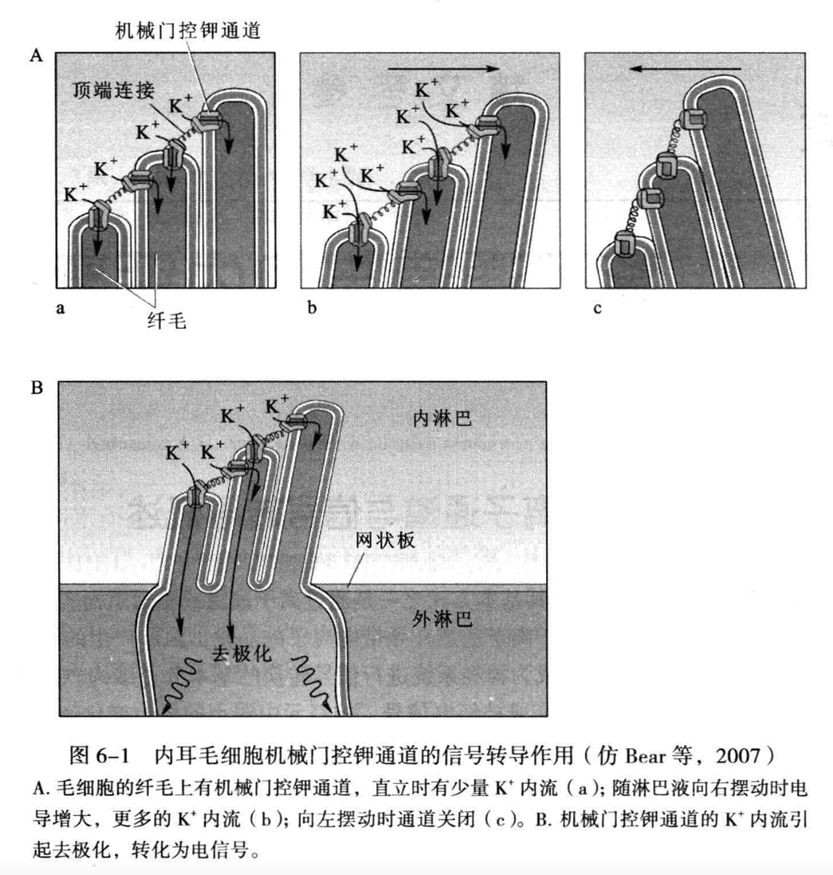 机械门控钾通道
A
顶端连接
K⁺
K⁺
K⁺
K⁺
K⁺
K⁺
K⁺
K⁺
K⁺
K⁺
a
纤毛
b
c
B
K⁺
K⁺
K⁺
K⁺
内淋巴
网状板
外淋巴
去极化
图 6-1 内耳毛细胞机械门控钾通道的信号转导作用（仿 Bear 等，2007）
A. 毛细胞的纤毛上有机械门控钾通道，直立时有少量 K⁺ 内流（a）；随淋巴液向右摆动时电
导增大，更多的 K⁺ 内流（b）；向左摆动时通道关闭（c）。B. 机械门控钾通道的 K⁺ 内流引
起去极化，转化为电信号。